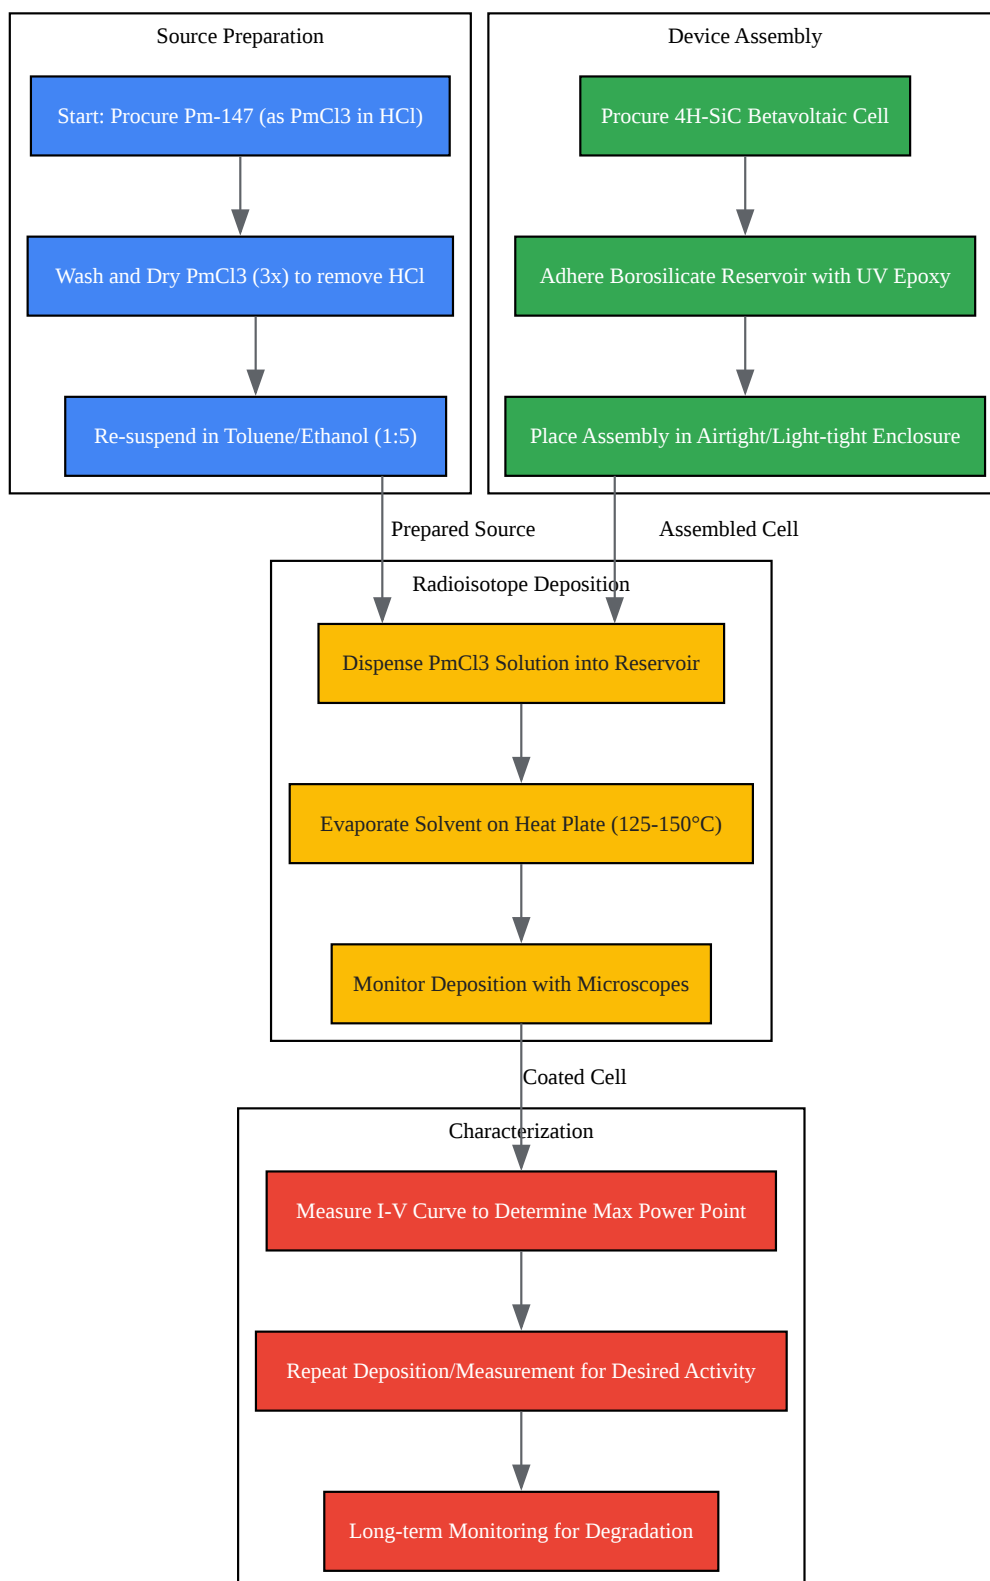 Source Preparation
Start: Procure Pm-147 (as PmCl3 in HCl)
Wash and Dry PmCl3 (3x) to remove HCl
Re-suspend in Toluene/Ethanol (1:5)
Device Assembly
Procure 4H-SiC Betavoltaic Cell
Adhere Borosilicate Reservoir with UV Epoxy
Place Assembly in Airtight/Light-tight Enclosure
Prepared Source
Assembled Cell
Radioisotope Deposition
Dispense PmCl3 Solution into Reservoir
Evaporate Solvent on Heat Plate (125-150°C)
Monitor Deposition with Microscopes
Coated Cell
Characterization
Measure I-V Curve to Determine Max Power Point
Repeat Deposition/Measurement for Desired Activity
Long-term Monitoring for Degradation